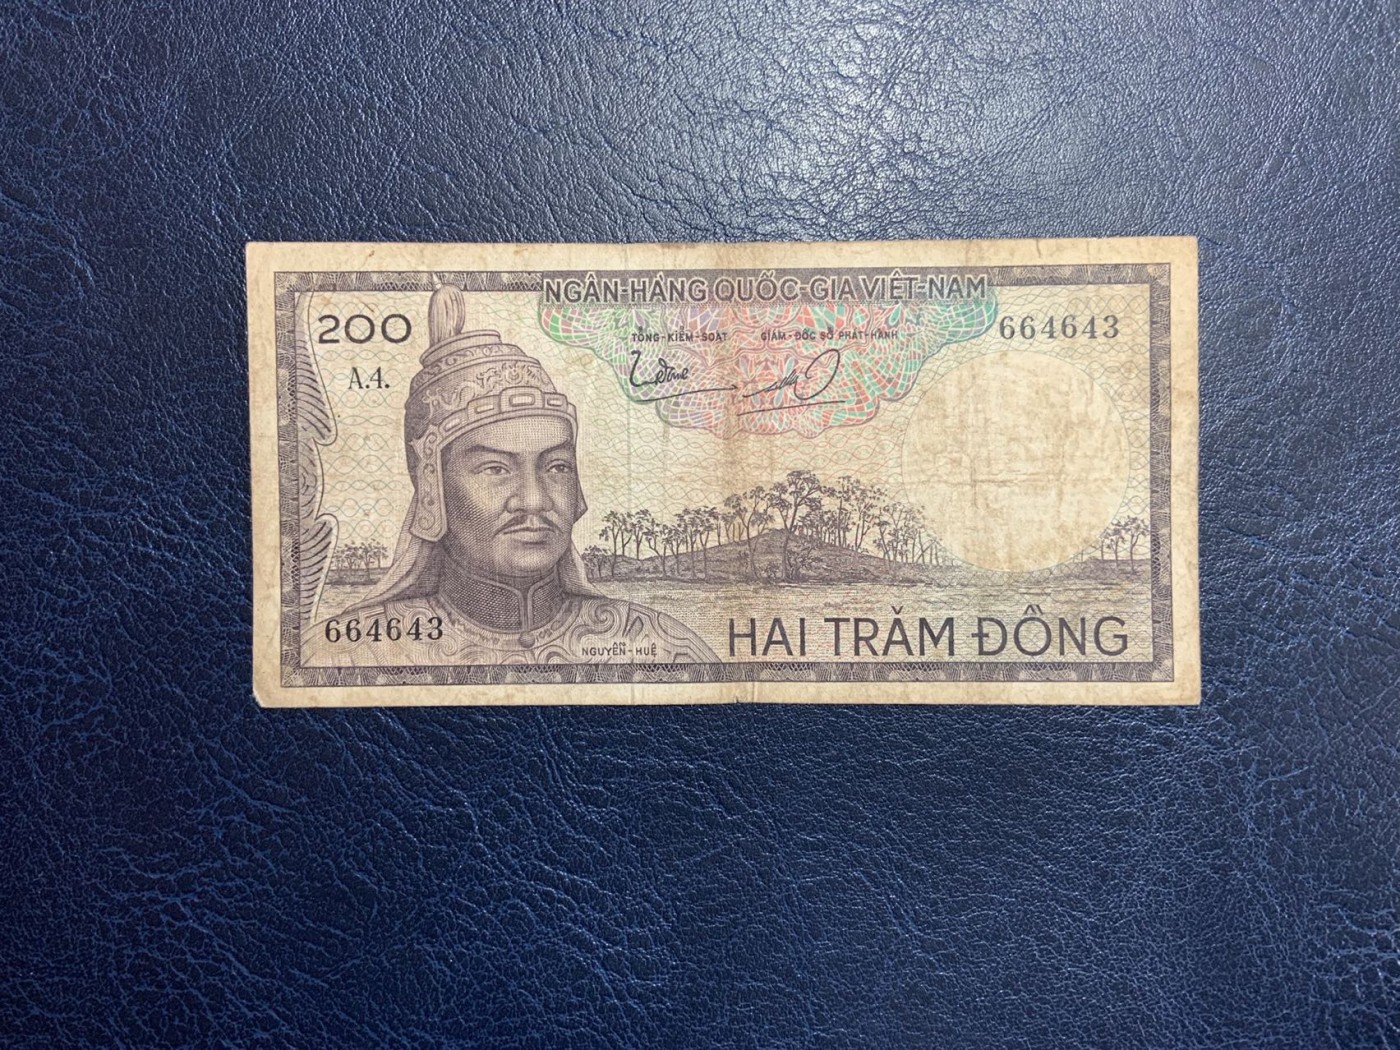 NGÂN-HÀNG QUỐC-GIA VIỆT-NAM
200
664643
TỔNG-KIỂM-SOÁT
GIÁM-ĐỐC SỞ PHÁT-HÀNH
A.4.
664643
NGUYỄN-HUỆ
HAI TRĂM ĐỒNG